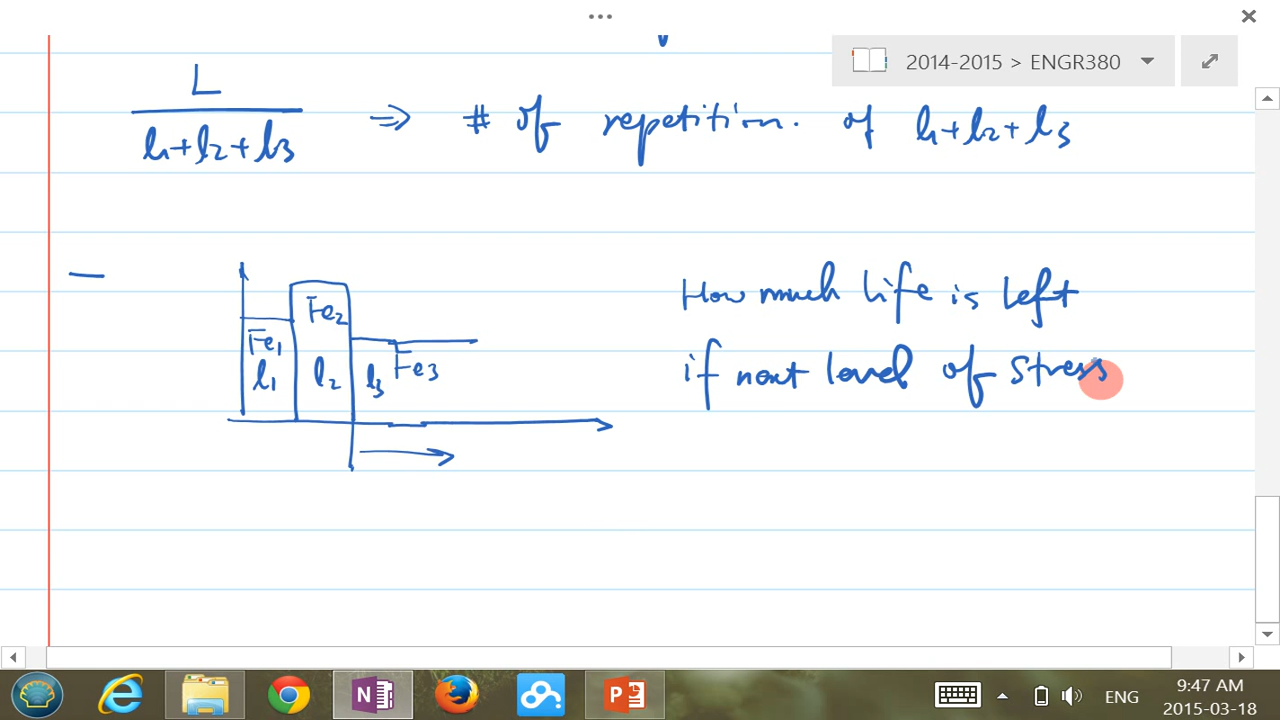 2014-2015 > ENGR380
L
l1+l2+l3
⇒ # of repetition. of l1+l2+l3
—
Fe1
l1
Fe2
l2
Fe3
l3
How much life is left
if next level of stress
ENG
9:47 AM
2015-03-18